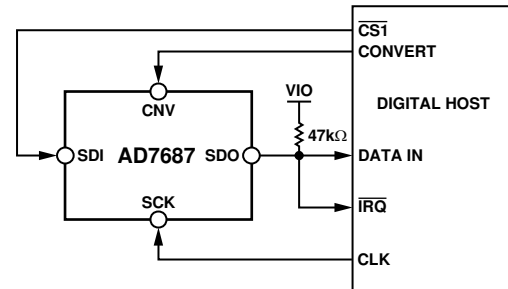 CS1
CONVERT
VIO
DIGITAL HOST
CNV
47kΩ
SDI AD7687 SDO
DATA IN
SCK
IRQ
CLK